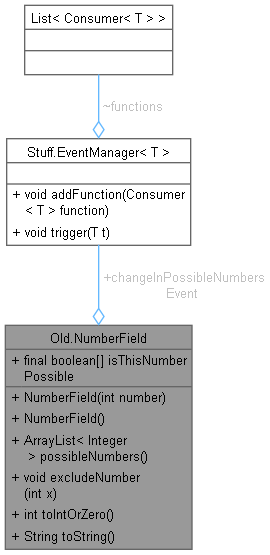 List< Consumer< T > >
~functions
Stuff.EventManager< T >
+ void addFunction(Consumer
< T > function)
+ void trigger(T t)
+changeInPossibleNumbers
Event
Old.NumberField
+ final boolean[] isThisNumber
Possible
+ NumberField(int number)
+ NumberField()
+ ArrayList< Integer
> possibleNumbers()
+ void excludeNumber
(int x)
+ int toIntOrZero()
+ String toString()